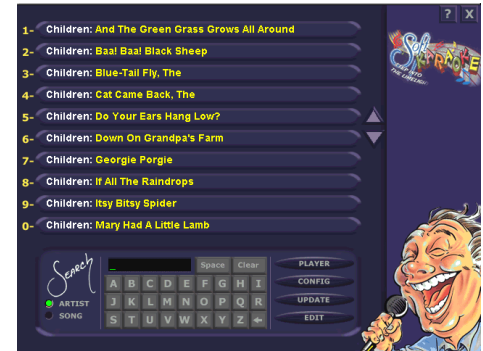 ? X
1- Children: And The Green Grass Grows All Around
2- Children: Baa! Baa! Black Sheep
3- Children: Blue-Tail Fly, The
4- Children: Cat Came Back, The
5- Children: Do Your Ears Hang Low?
6- Children: Down On Grandpa's Farm
7- Children: Georgie Porgie
8- Children: If All The Raindrops
9- Children: Itsy Bitsy Spider
0- Children: Mary Had A Little Lamb
Soft
KARAOKE
Search
ARTIST
SONG
_ Space Clear
A B C D E F G H I
J K L M N O P Q R
S T U V W X Y Z ←
PLAYER
CONFIG
UPDATE
EDIT